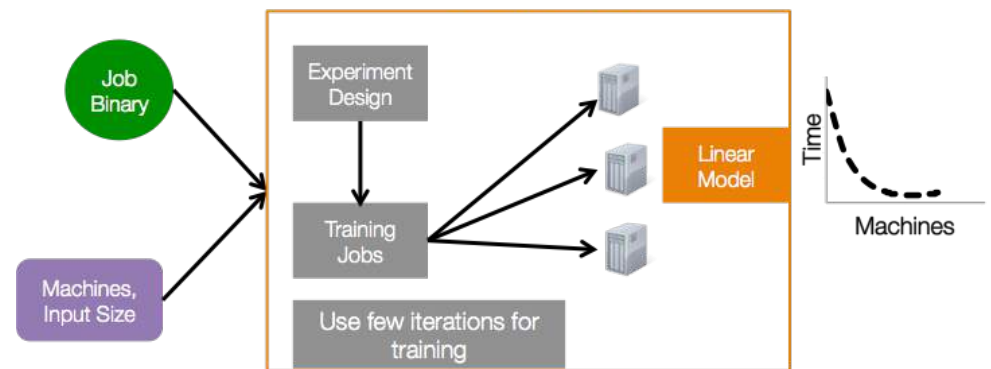 Job
Binary
Machines,
Input Size
Experiment
Design
Training
Jobs
Use few iterations for
training
Linear
Model
Time
Machines